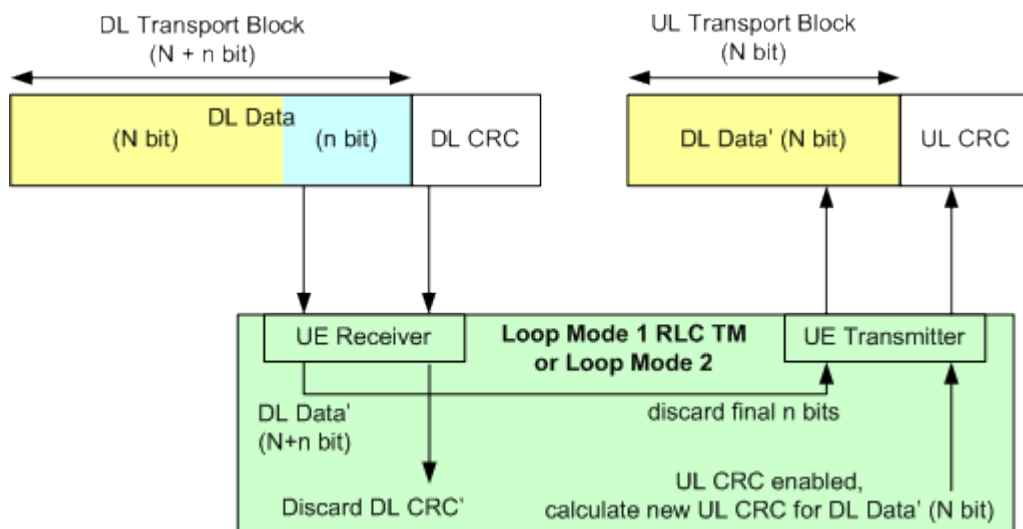 DL Transport Block
(N + n bit)
UL Transport Block
(N bit)
DL Data
(N bit)
(n bit)
DL CRC
DL Data' (N bit)
UL CRC
UE Receiver
Loop Mode 1 RLC TM
or Loop Mode 2
UE Transmitter
DL Data'
(N+n bit)
discard final n bits
Discard DL CRC'
UL CRC enabled,
calculate new UL CRC for DL Data' (N bit)